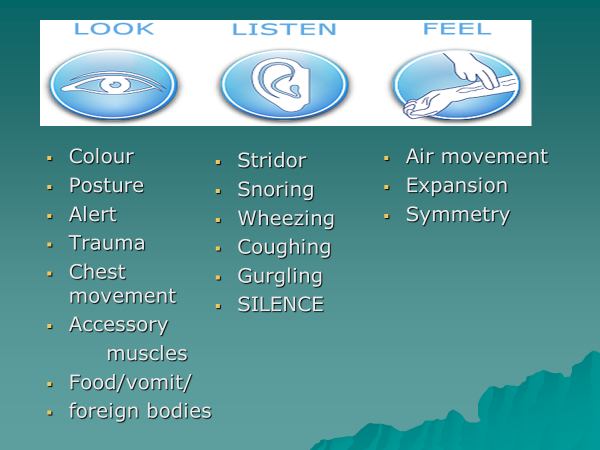 LOOK
LISTEN
FEEL
▪ Colour
▪ Posture
▪ Alert
▪ Trauma
▪ Chest
movement
▪ Accessory
muscles
▪ Food/vomit/
▪ foreign bodies
▪ Stridor
▪ Snoring
▪ Wheezing
▪ Coughing
▪ Gurgling
▪ SILENCE
▪ Air movement
▪ Expansion
▪ Symmetry